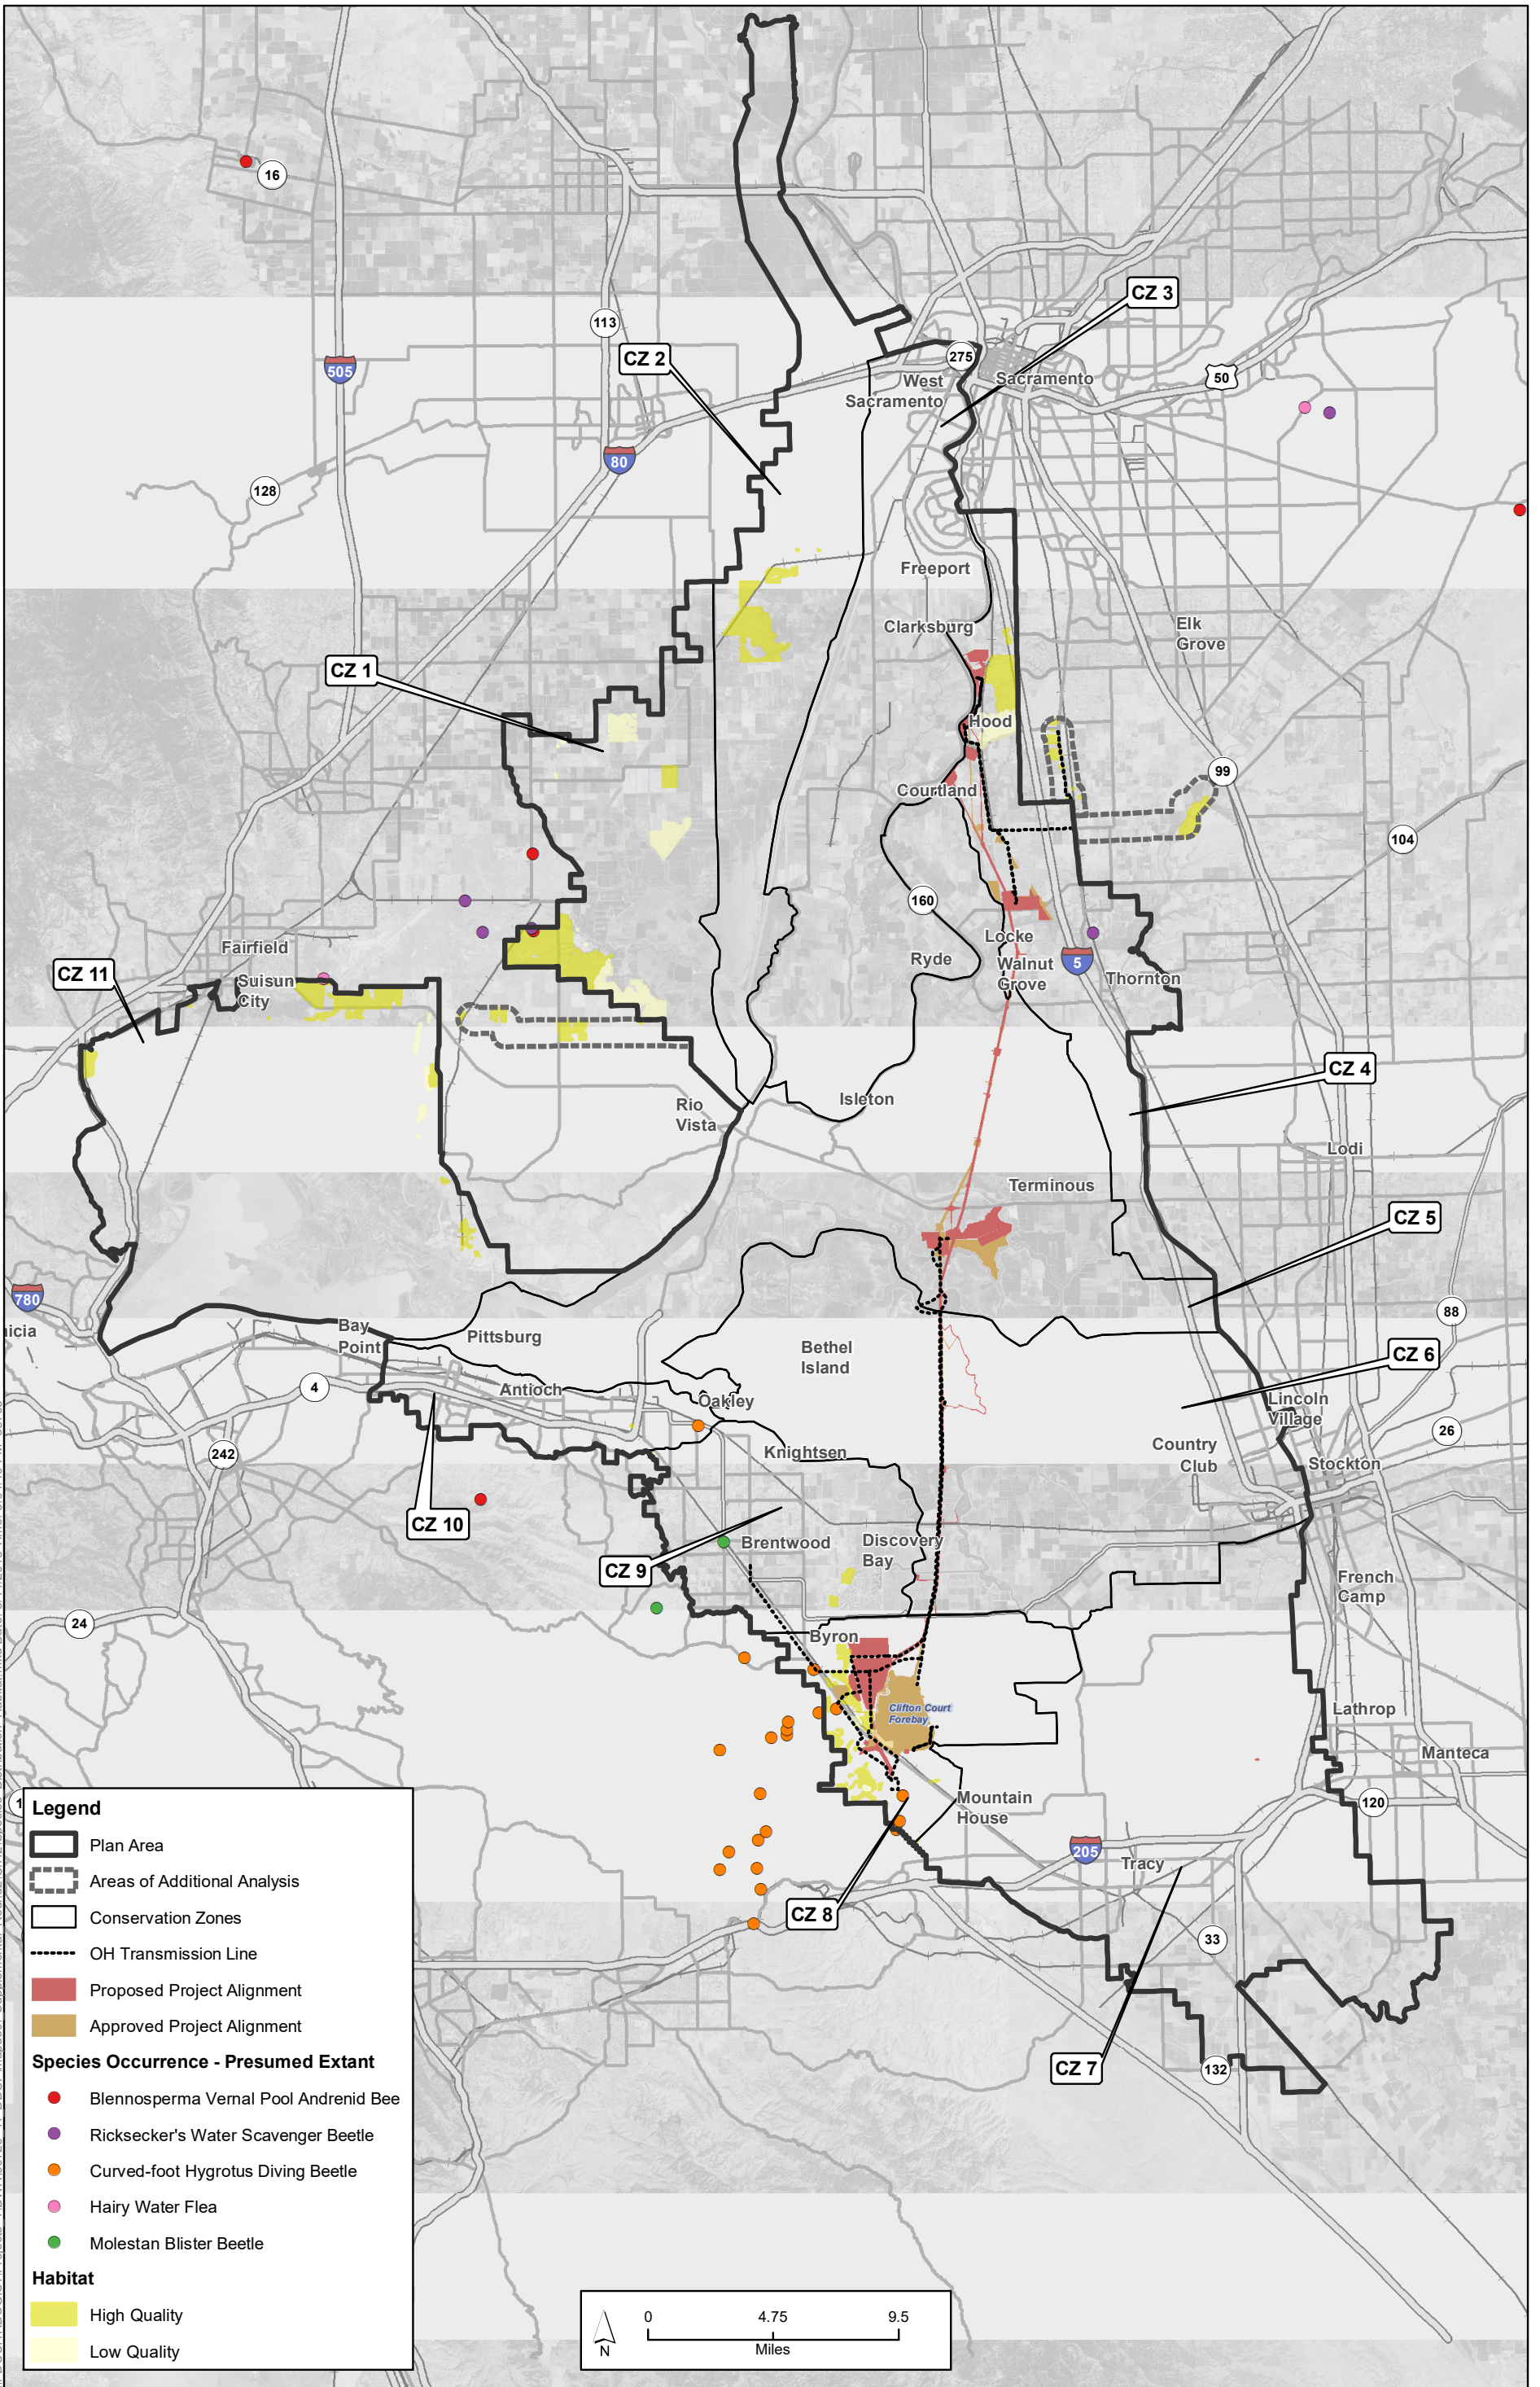 CZ 3
16
113
CZ 2
505
275
West
Sacramento
Sacramento
50
80
128
Freeport
Clarksburg
Elk
Grove
CZ 1
Hood
99
Courtland
104
160
Fairfield
Locke
Ryde
Walnut
Grove
5
Thornton
CZ 11
Suisun
City
CZ 4
Rio
Vista
Isleton
Lodi
Terminous
CZ 5
780
icia
88
Bay
Point
Pittsburg
Bethel
Island
CZ 6
4
Antioch
Oakley
Lincoln
Village
26
242
Knightsen
Country
Club
Stockton
CZ 10
Brentwood
Discovery
Bay
CZ 9
French
Camp
24
Byron
Clifton Court
Forebay
Lathrop
Manteca
Mountain
House
120
205
Tracy
CZ 8
33
CZ 7
132
Legend
Plan Area
Areas of Additional Analysis
Conservation Zones
OH Transmission Line
Proposed Project Alignment
Approved Project Alignment
Species Occurrence - Presumed Extant
Blennosperma Vernal Pool Andrenid Bee
Ricksecker's Water Scavenger Beetle
Curved-foot Hygrotus Diving Beetle
Hairy Water Flea
Molestan Blister Beetle
Habitat
High Quality
Low Quality
N
0 4.75 9.5
Miles